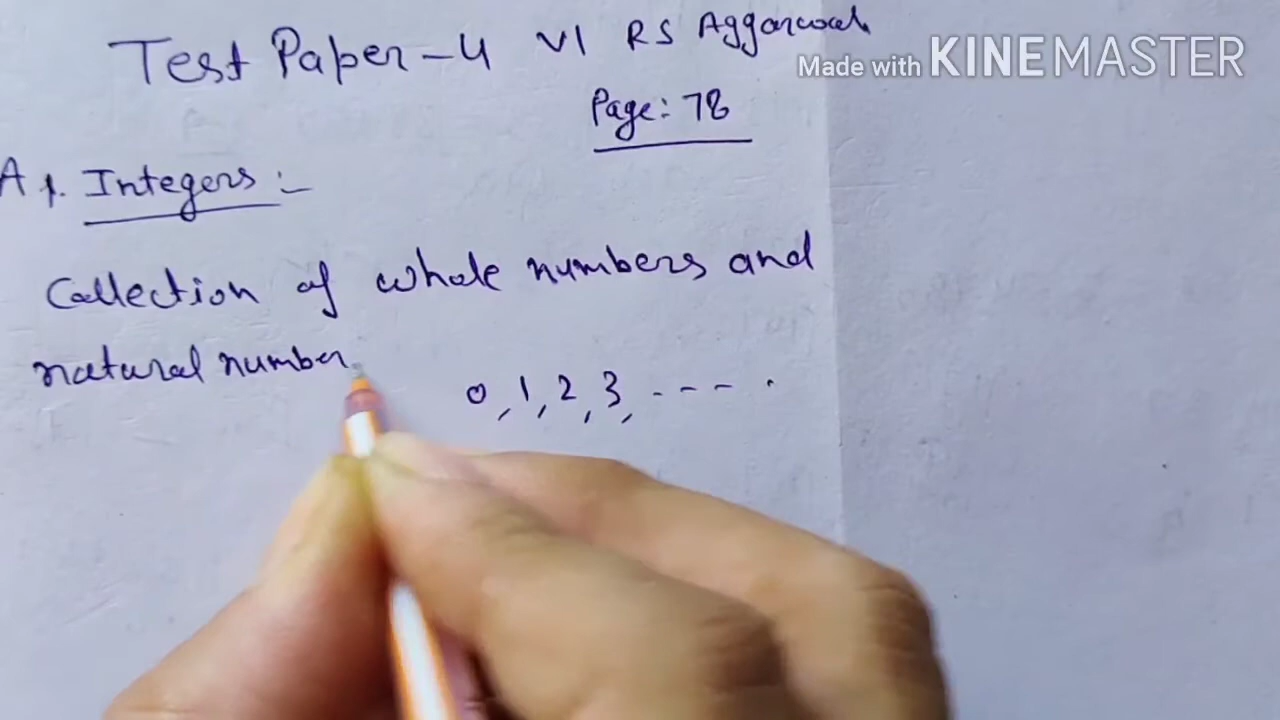 Test Paper-4 VI RS Aggarwal
Made with KINEMASTER
Page: 78
A 1. Integers :-
Collection of whole numbers and
natural number
0, 1, 2, 3, - - - .